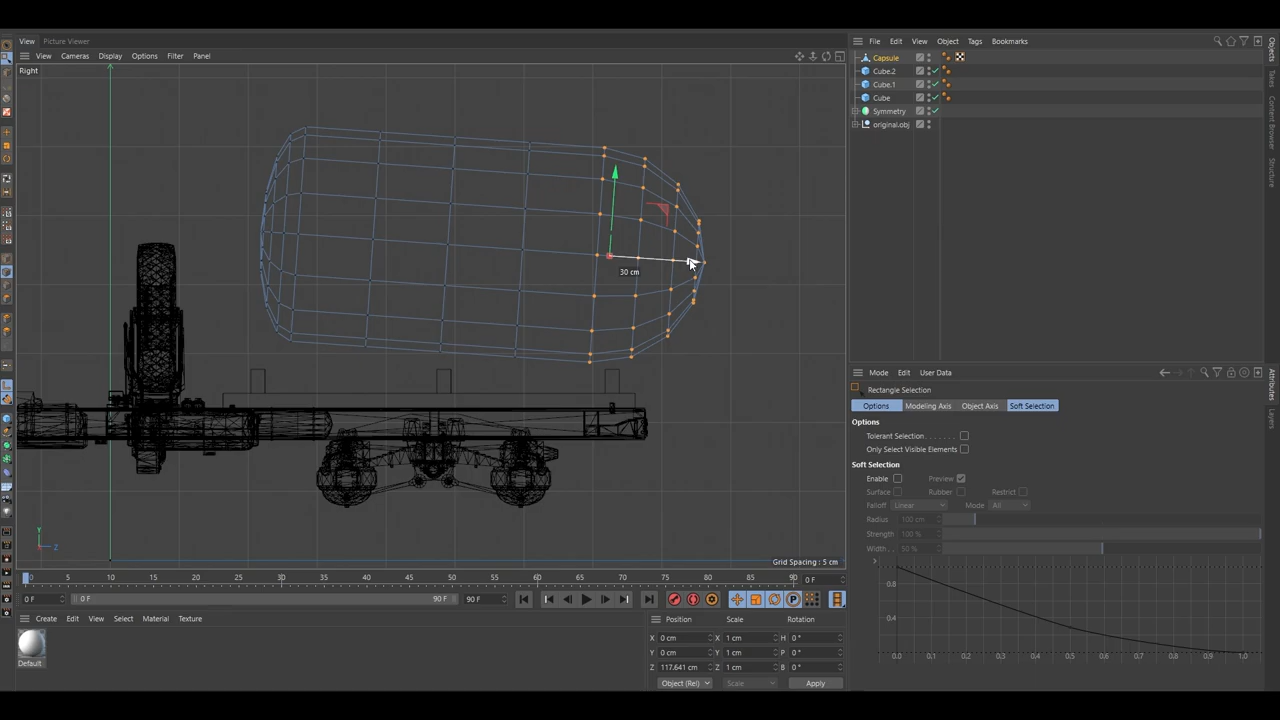 View Picture Viewer
View Cameras Display Options Filter Panel
Right
30 cm
Y
Z
Grid Spacing : 5 cm
0 5 10 15 20 25 30 35 40 45 50 55 60 65 70 75 80 85 90 0 F
0 F 0 F 90 F 90 F
Create Edit View Select Material Texture
Default
Position Scale Rotation
X 0 cm X 1 cm H 0 °
Y 0 cm Y 1 cm P 0 °
Z 117.641 cm Z 1 cm B 0 °
Object (Rel) Scale Apply
File Edit View Object Tags Bookmarks
Capsule
Cube.2
Cube.1
Cube
Symmetry
original.obj
Objects
Takes
Content Browser
Structure
Mode Edit User Data
Rectangle Selection
Options Modeling Axis Object Axis Soft Selection
Options
Tolerant Selection . . . . . . .
Only Select Visible Elements
Soft Selection
Enable Preview
Surface . Rubber . Restrict
Falloff Linear Mode All
Radius 100 cm
Strength 100 %
Width . . 50 %
0.8
0.4
0.0 0.1 0.2 0.3 0.4 0.5 0.6 0.7 0.8 0.9 1.0
Attributes
Layers